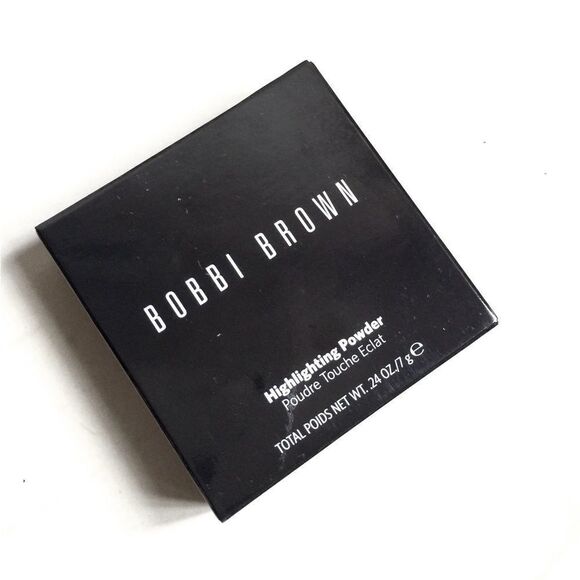 BOBBI BROWN
Highlighting Powder
Poudre Touche Eclat
TOTAL POIDS NET WT. .24 OZ./7 g ℮